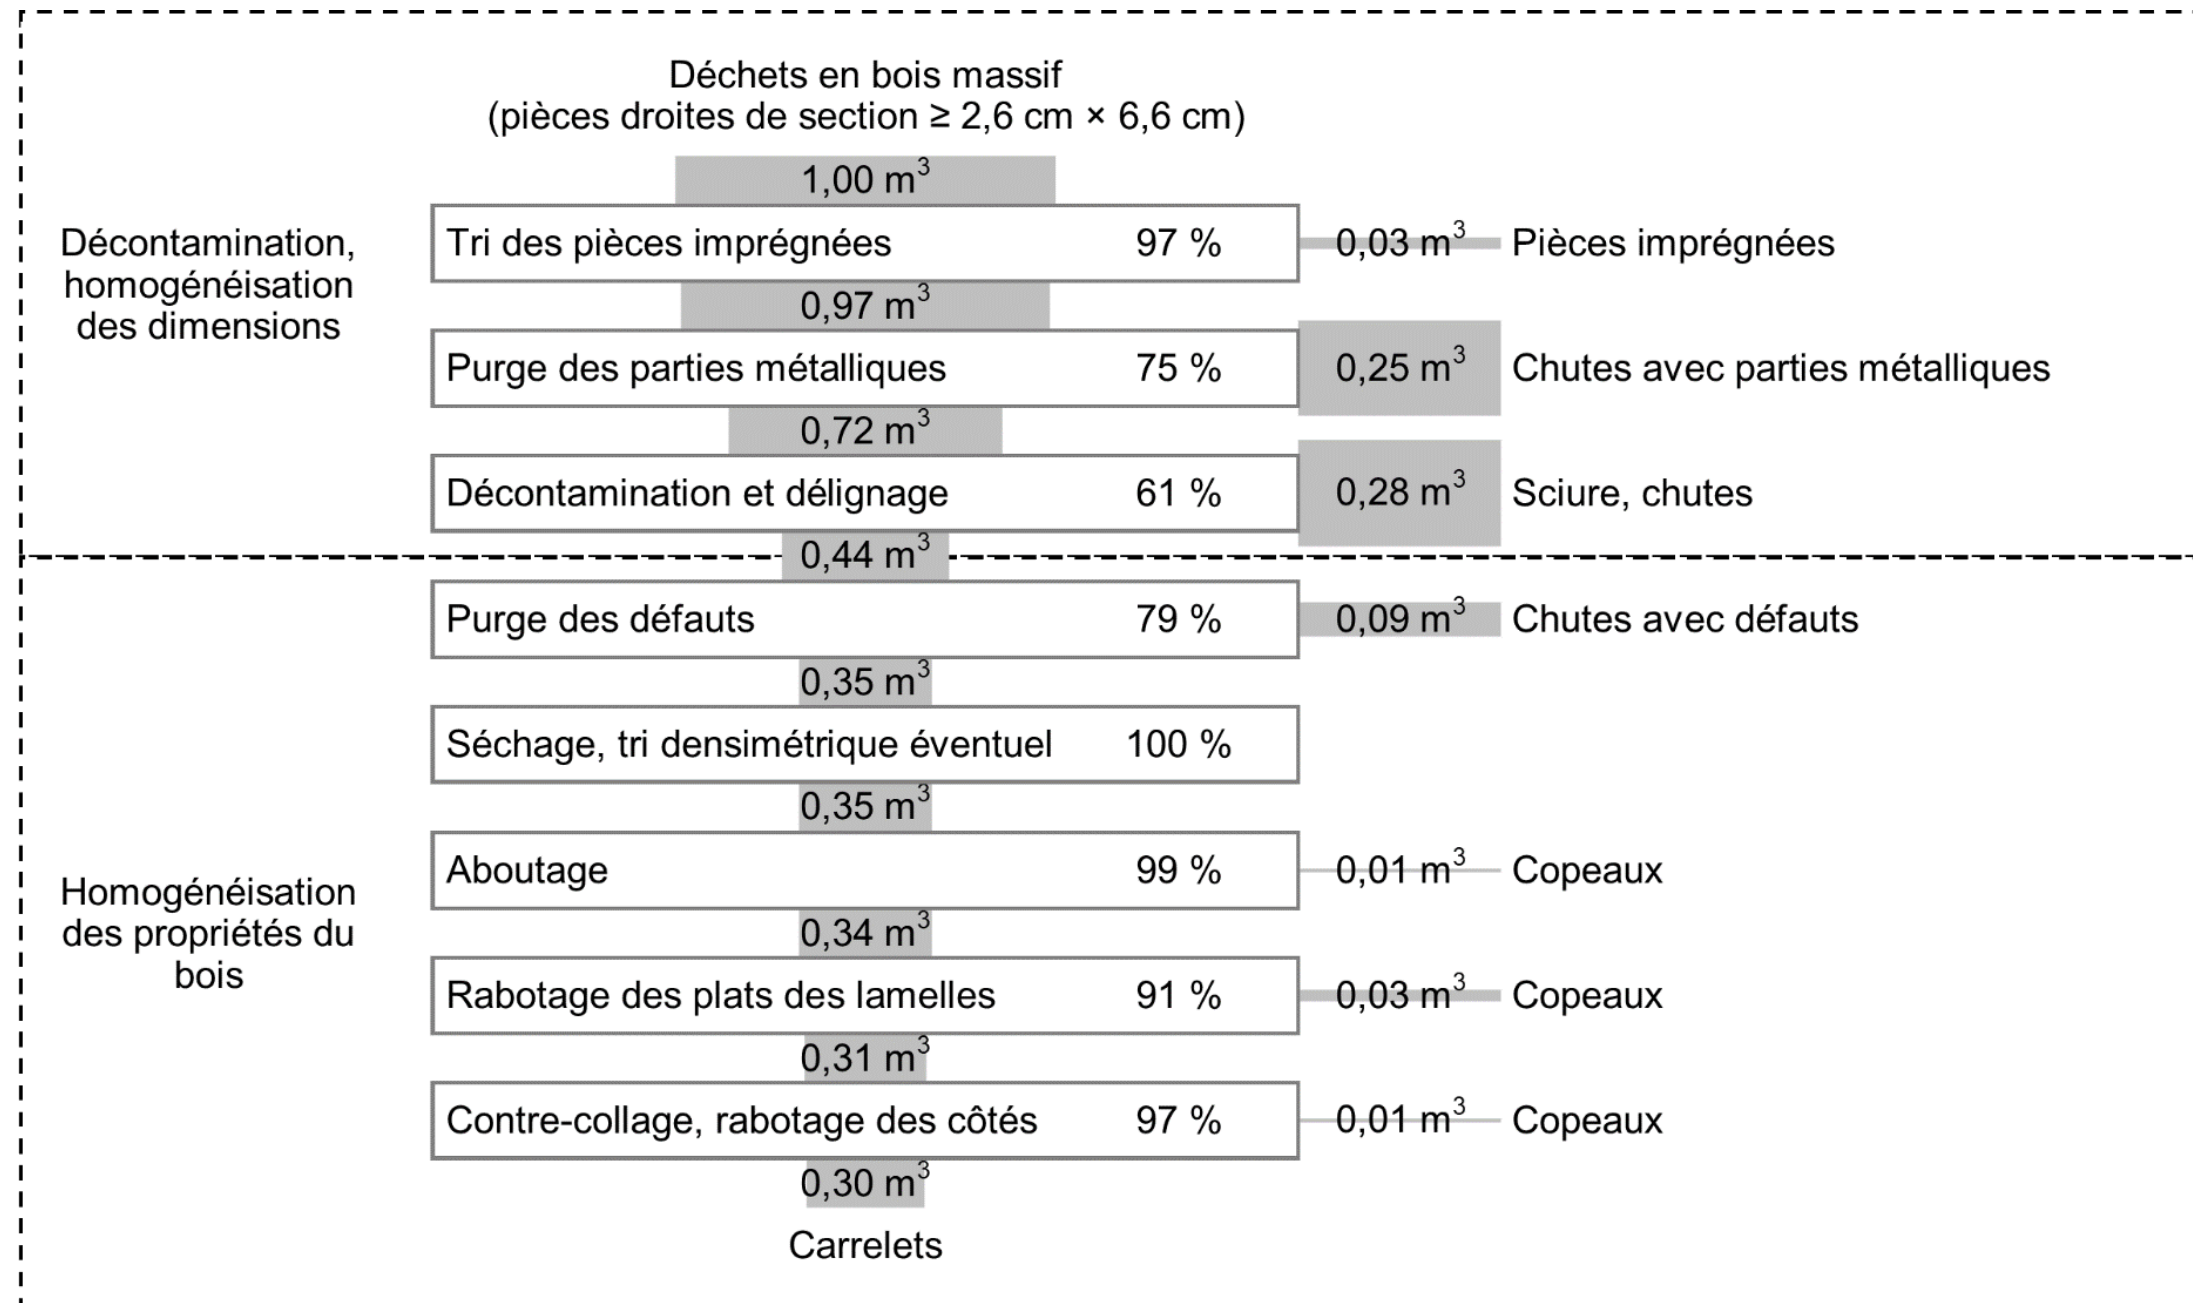 Déchets en bois massif
(pièces droites de section ≥ 2,6 cm × 6,6 cm)
1,00 m³
Décontamination,
homogénéisation
des dimensions
Tri des pièces imprégnées 97 % 0,03 m³ Pièces imprégnées
0,97 m³
Purge des parties métalliques 75 % 0,25 m³ Chutes avec parties métalliques
0,72 m³
Décontamination et délignage 61 % 0,28 m³ Sciure, chutes
0,44 m³
Purge des défauts 79 % 0,09 m³ Chutes avec défauts
0,35 m³
Séchage, tri densimétrique éventuel 100 %
0,35 m³
Homogénéisation
des propriétés du
bois
Aboutage 99 % 0,01 m³ Copeaux
0,34 m³
Rabotage des plats des lamelles 91 % 0,03 m³ Copeaux
0,31 m³
Contre-collage, rabotage des côtés 97 % 0,01 m³ Copeaux
0,30 m³
Carrelets